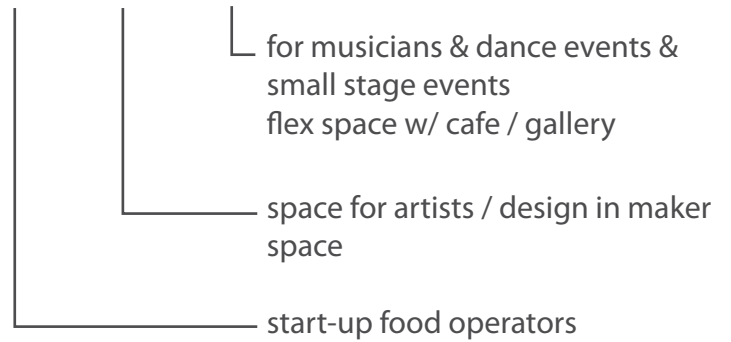 for musicians & dance events &
small stage events
flex space w/ cafe / gallery
space for artists / design in maker
space
start-up food operators